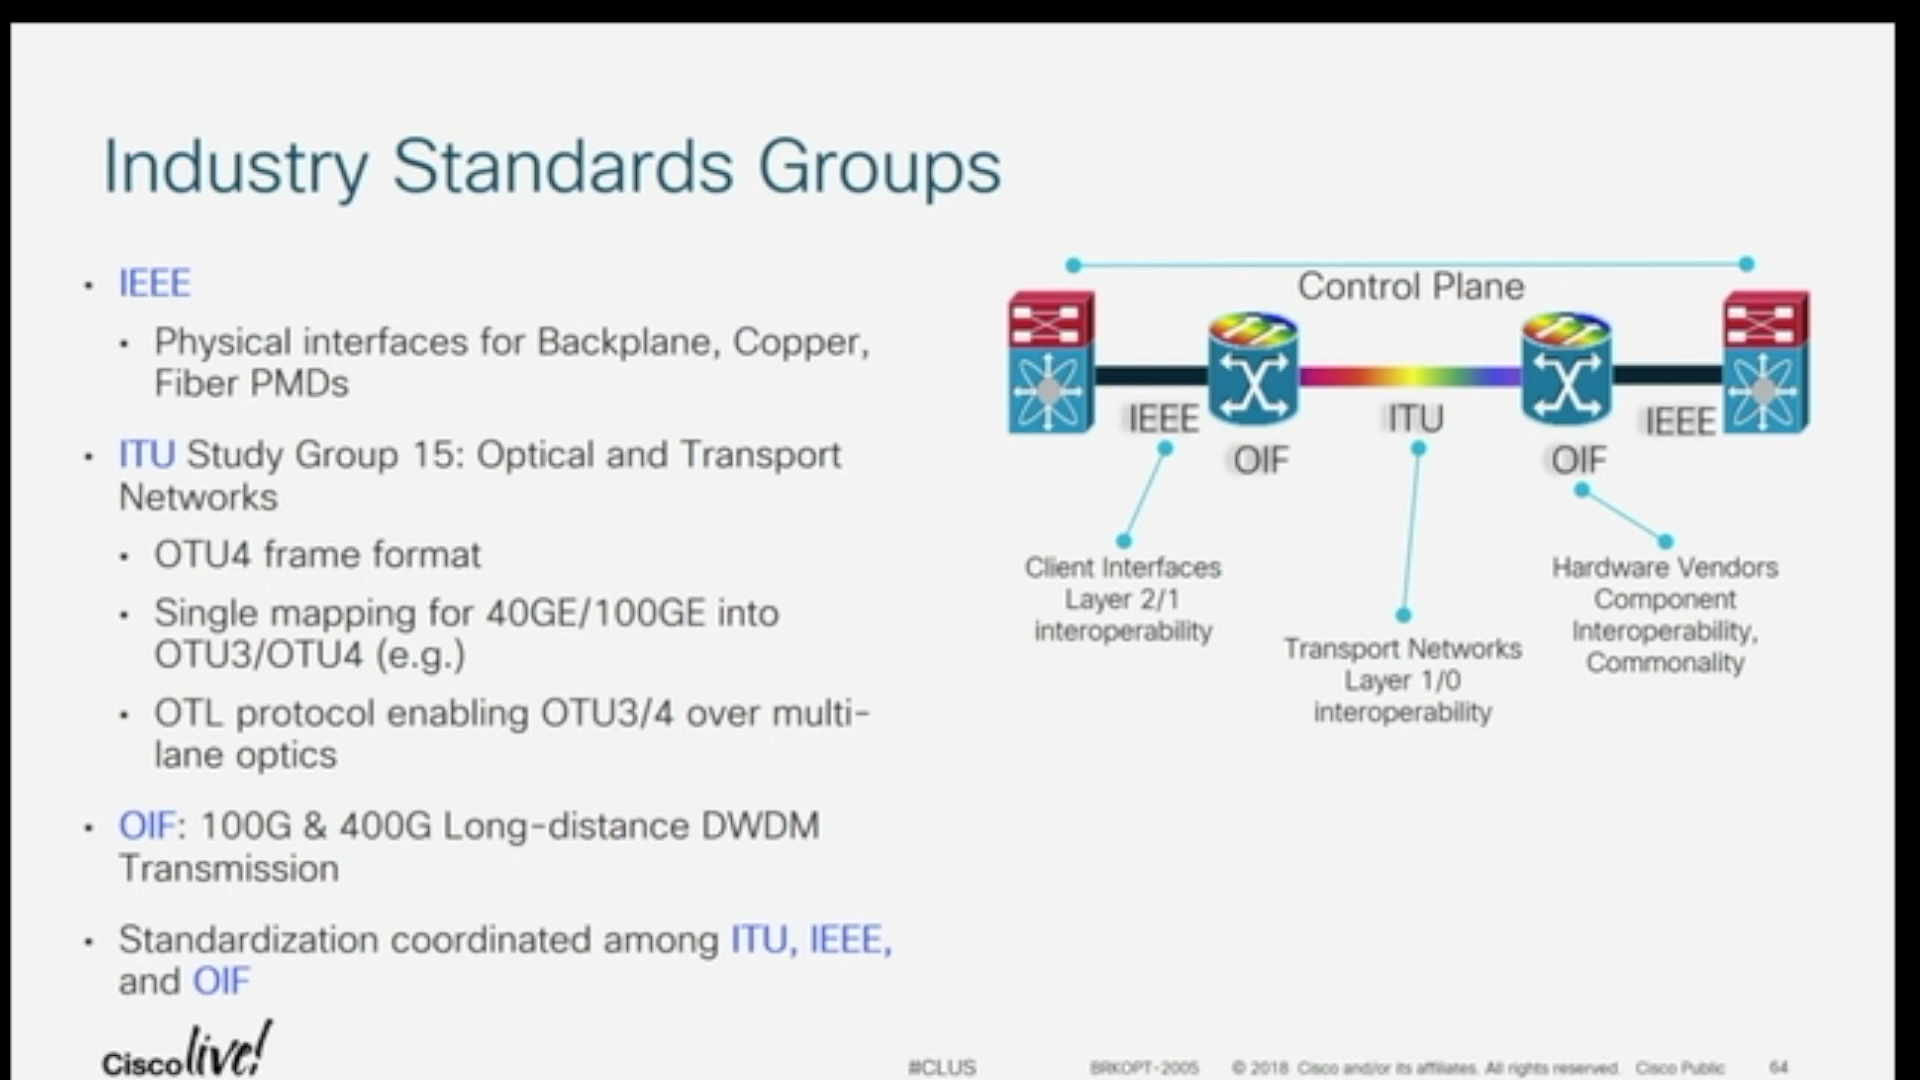 Industry Standards Groups
• IEEE
• Physical interfaces for Backplane, Copper,
Fiber PMDs
• ITU Study Group 15: Optical and Transport
Networks
• OTU4 frame format
• Single mapping for 40GE/100GE into
OTU3/OTU4 (e.g.)
• OTL protocol enabling OTU3/4 over multi-
lane optics
• OIF: 100G & 400G Long-distance DWDM
Transmission
• Standardization coordinated among ITU, IEEE,
and OIF
Control Plane
IEEE
ITU
IEEE
OIF
OIF
Client Interfaces
Layer 2/1
interoperability
Transport Networks
Layer 1/0
interoperability
Hardware Vendors
Component
Interoperability,
Commonality
Cisco live!
#CLUS
BRKOPT-2005
© 2018 Cisco and/or its affiliates. All rights reserved. Cisco Public
64